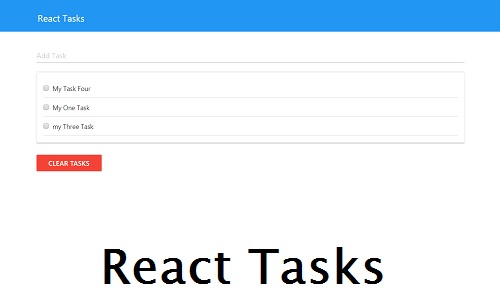 React Tasks
Add Task
My Task Four
My One Task
my Three Task
CLEAR TASKS
React Tasks